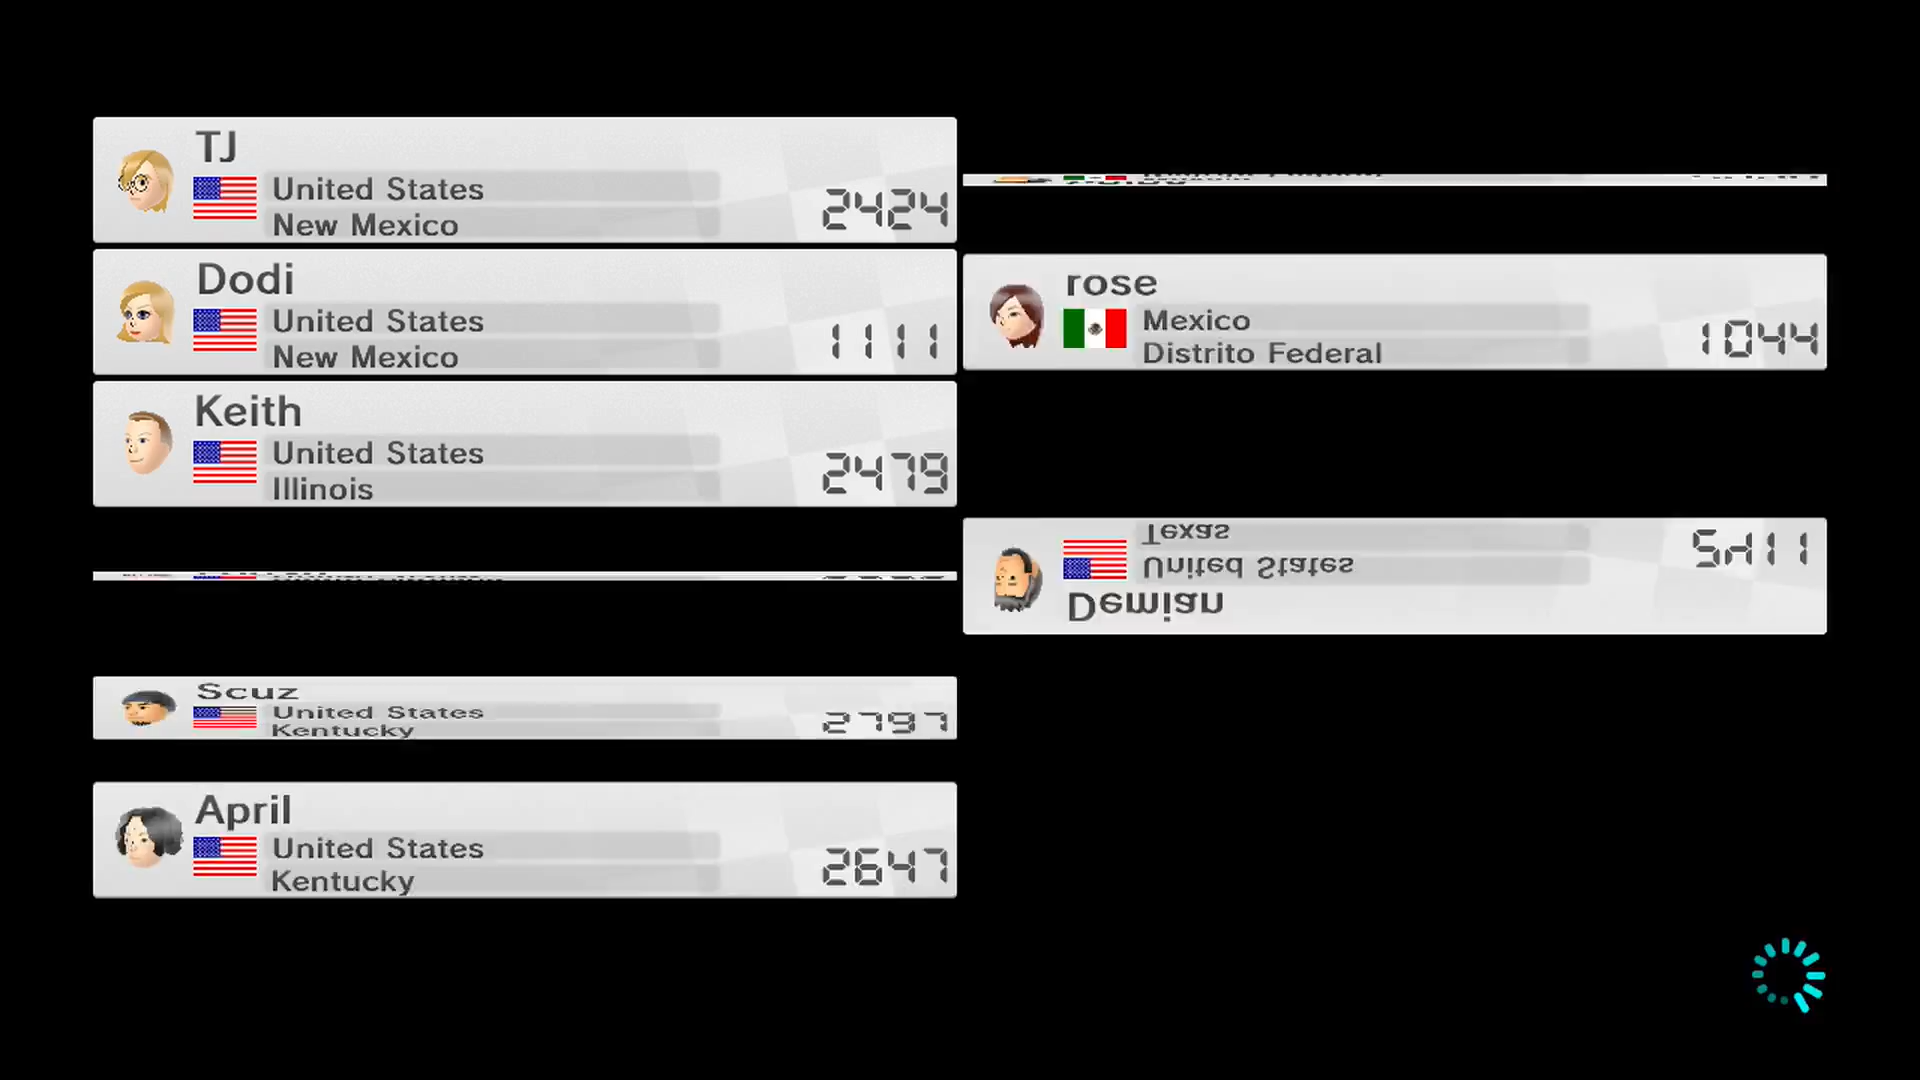 TJ
United States
New Mexico
2424
Dodi
United States
New Mexico
1111
Keith
United States
Illinois
2479
Scuz
United States
Kentucky
2797
April
United States
Kentucky
2647
rose
Mexico
Distrito Federal
1044
Demian
United States
Texas
2411